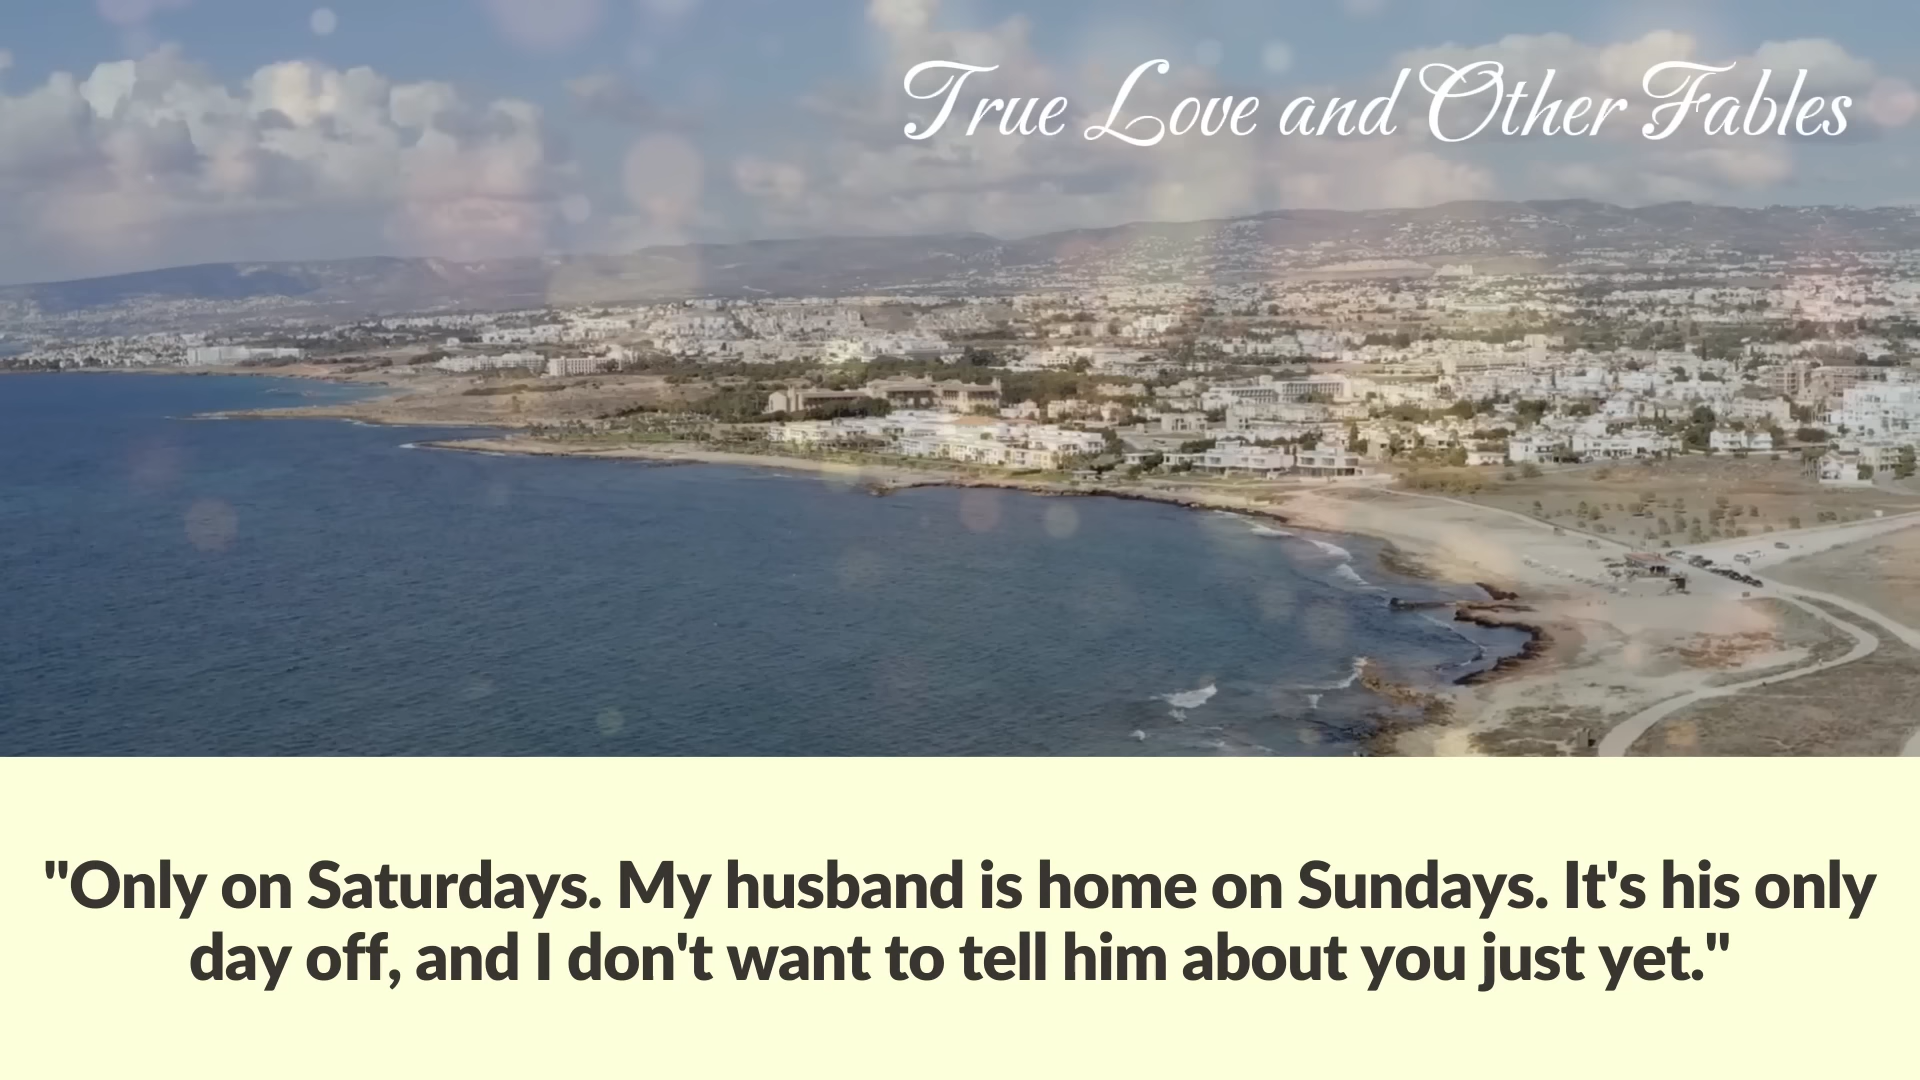 True Love and Other Fables
"Only on Saturdays. My husband is home on Sundays. It's his only
day off, and I don't want to tell him about you just yet."